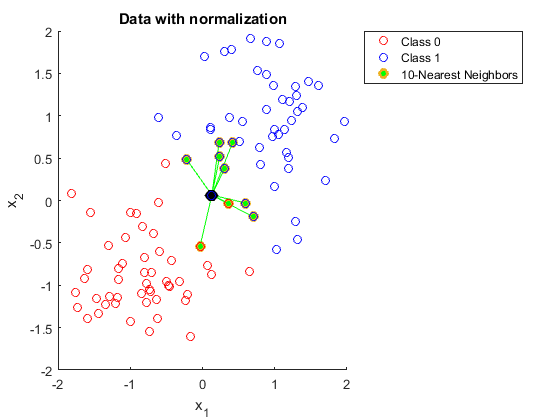 Data with normalization
Class 0
Class 1
10-Nearest Neighbors
2
1.5
1
0.5
0
-0.5
-1
-1.5
-2
x2
-2
-1
0
1
2
x1